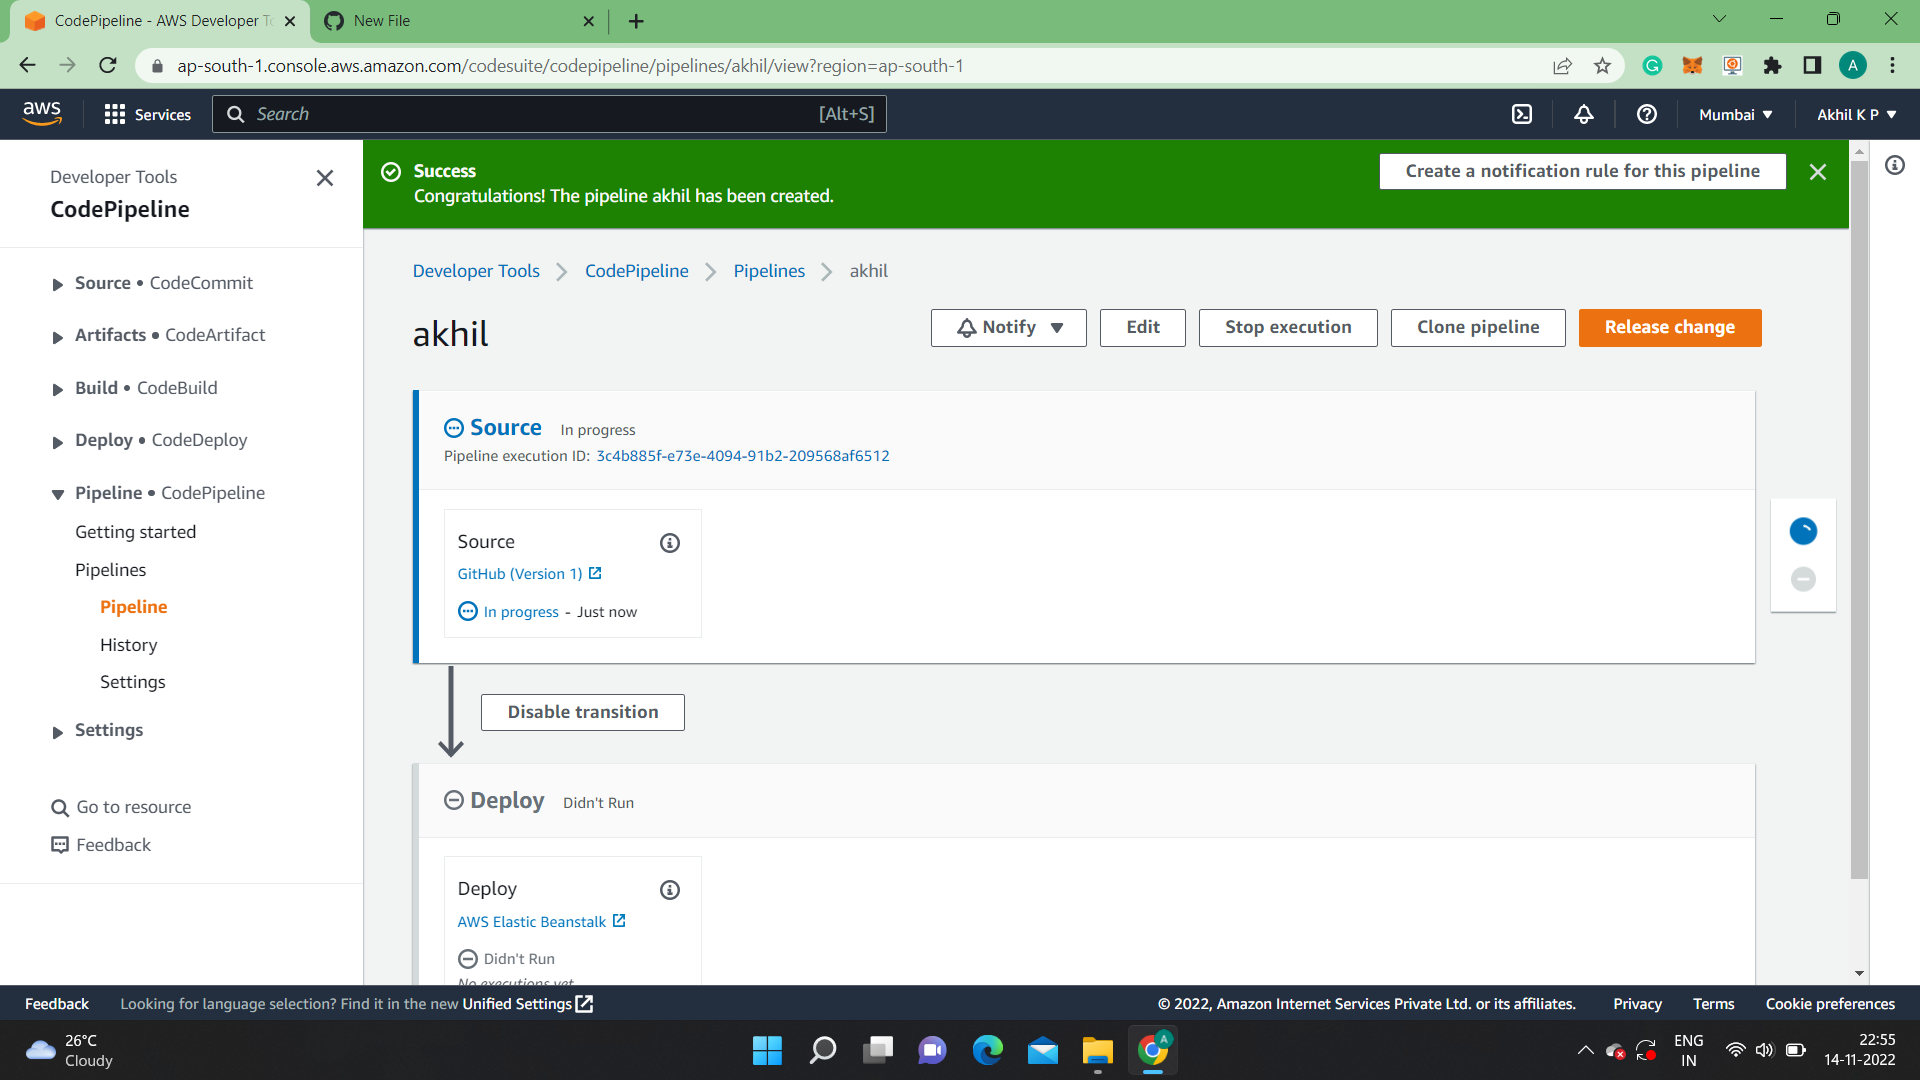 CodePipeline - AWS Developer To
New File
ap-south-1.console.aws.amazon.com/codesuite/codepipeline/pipelines/akhil/view?region=ap-south-1
A
aws
Services
Search
[Alt+S]
Mumbai
Akhil K P
Developer Tools
CodePipeline
Success
Congratulations! The pipeline akhil has been created.
Create a notification rule for this pipeline
Source • CodeCommit
Artifacts • CodeArtifact
Build • CodeBuild
Deploy • CodeDeploy
Pipeline • CodePipeline
Getting started
Pipelines
Pipeline
History
Settings
Settings
Go to resource
Feedback
Developer Tools
CodePipeline
Pipelines
akhil
akhil
Notify
Edit
Stop execution
Clone pipeline
Release change
Source In progress
Pipeline execution ID: 3c4b885f-e73e-4094-91b2-209568af6512
Source
GitHub (Version 1)
In progress - Just now
Disable transition
Deploy Didn't Run
Deploy
AWS Elastic Beanstalk
Didn't Run
No executions yet
Feedback
Looking for language selection? Find it in the new Unified Settings
© 2022, Amazon Internet Services Private Ltd. or its affiliates.
Privacy
Terms
Cookie preferences
26°C
Cloudy
A
ENG
IN
22:55
14-11-2022